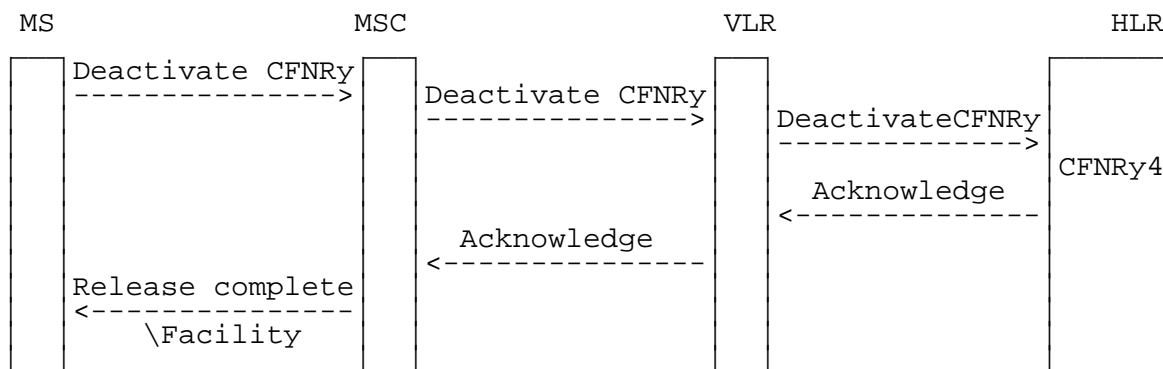 MS MSC VLR HLR
Deactivate CFNRy
Deactivate CFNRy
DeactivateCFNRy
CFNRy4
Acknowledge
Acknowledge
Release complete
\Facility